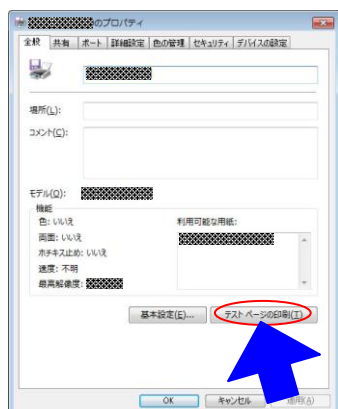 のプロパティ
全般 共有 ポート 詳細設定 色の管理 セキュリティ デバイスの設定
場所(L):
コメント(C):
モデル(O):
機能
色: いいえ 利用可能な用紙:
両面: いいえ
ホチキス止め: いいえ
速度: 不明
最高解像度:
基本設定(E)... テスト ページの印刷(T)
OK キャンセル 適用(A)